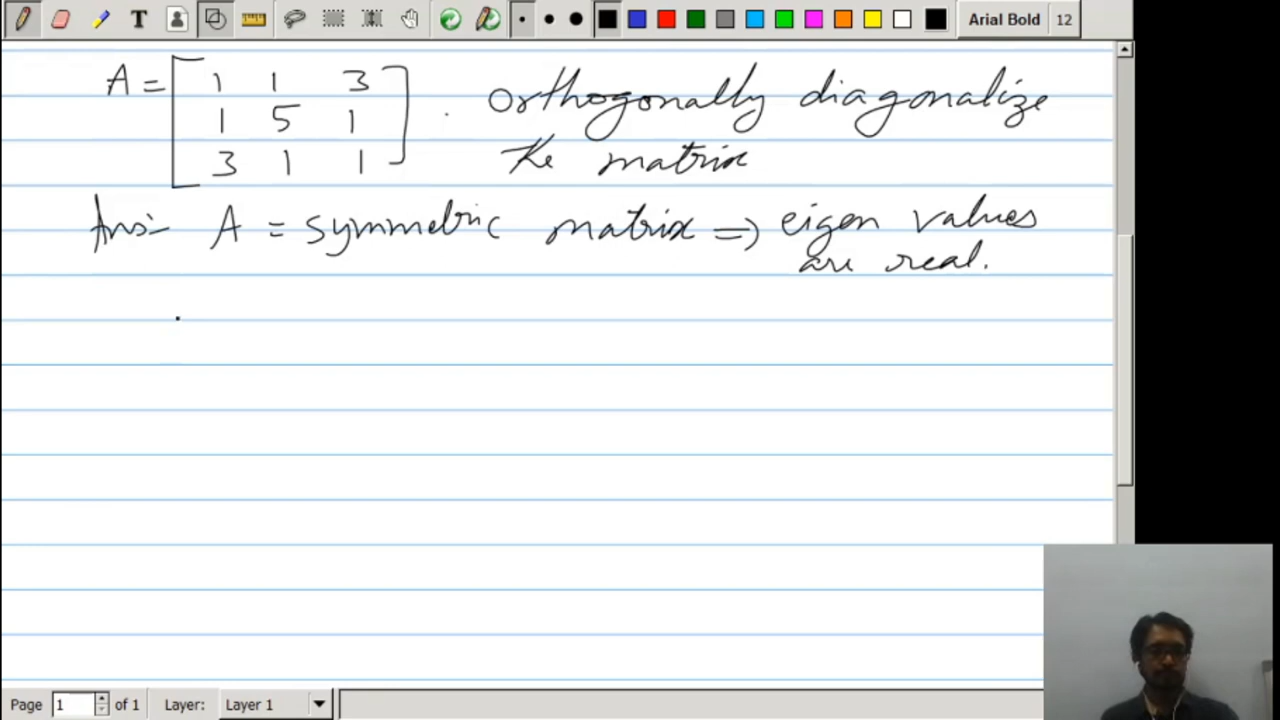 Arial Bold 12
A = [ 1 1 3 . Orthogonally diagonalize
1 5 1 the matrix
3 1 1 ]
Ans:- A = symmetric matrix => eigen values
are real.
Page 1 of 1 Layer: Layer 1